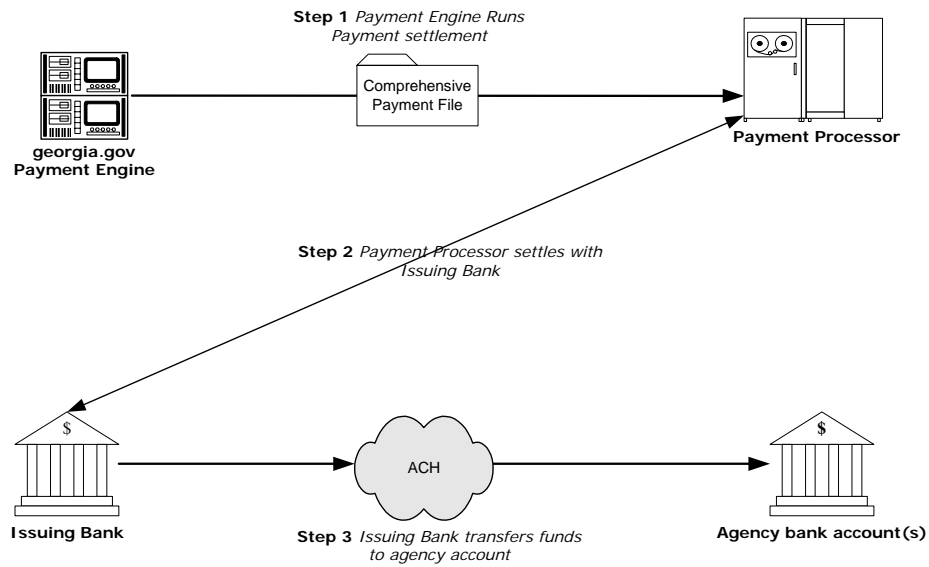 Step 1 Payment Engine Runs
Payment settlement
Comprehensive
Payment File
georgia.gov
Payment Engine
Payment Processor
Step 2 Payment Processor settles with
Issuing Bank
$
$
ACH
Issuing Bank
Agency bank account(s)
Step 3 Issuing Bank transfers funds
to agency account